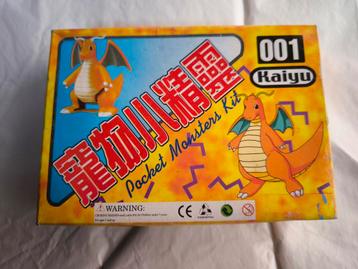 001
Kaiyu
寵物小精靈
Pocket Monsters Kit
WARNING:
CE